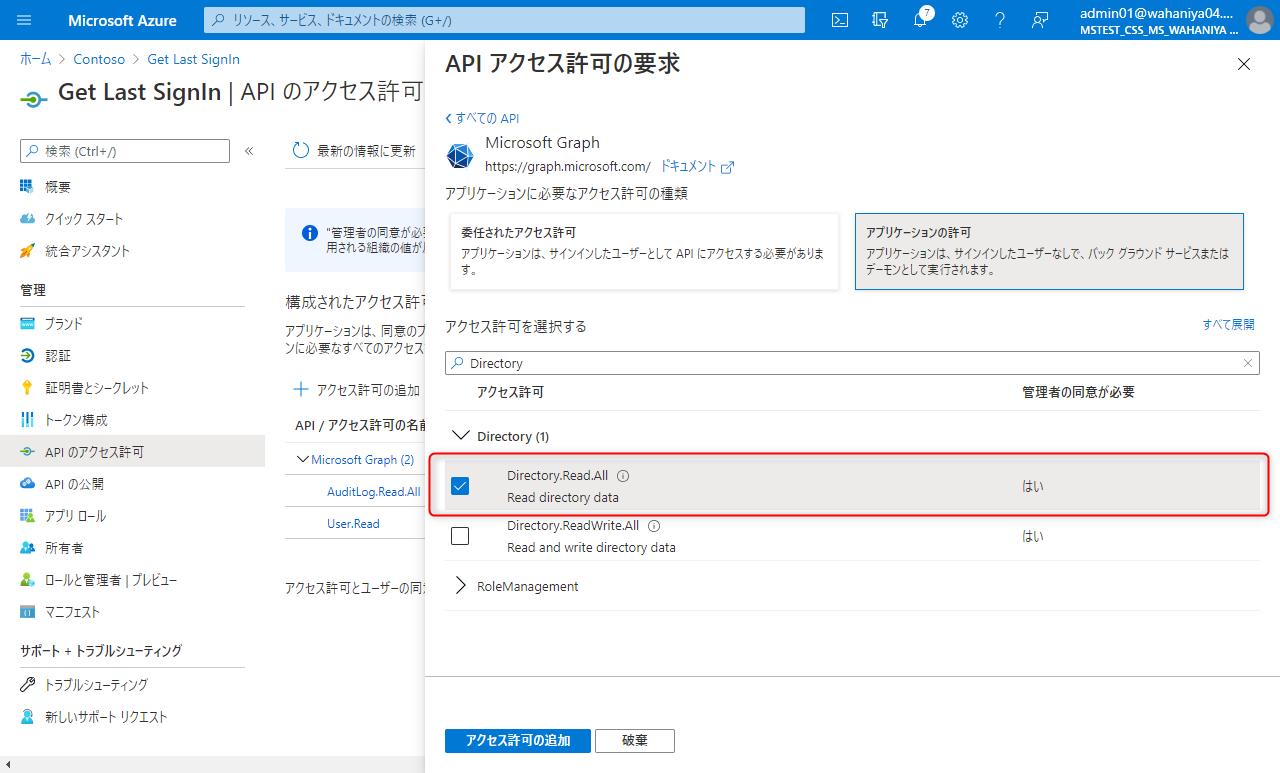 Microsoft Azure
リソース、サービス、ドキュメントの検索 (G+/)
7
admin01@wahaniya04....
MSTEST_CSS_MS_WAHANIYA ...
ホーム > Contoso > Get Last SignIn
Get Last SignIn | API のアクセス許可
検索 (Ctrl+/)
«
概要
クイック スタート
統合アシスタント
管理
ブランド
認証
証明書とシークレット
トークン構成
API のアクセス許可
API の公開
アプリ ロール
所有者
ロールと管理者 | プレビュー
マニフェスト
サポート + トラブルシューティング
トラブルシューティング
新しいサポート リクエスト
最新の情報に更新
"管理者の同意が必
用される組織の値が
構成されたアクセス許
アプリケーションは、同意のプ
ンに必要なすべてのアクセス
アクセス許可の追加
API / アクセス許可の名
Microsoft Graph (2)
AuditLog.Read.All
User.Read
アクセス許可とユーザーの同
API アクセス許可の要求
すべての API
Microsoft Graph
https://graph.microsoft.com/ ドキュメント
アプリケーションに必要なアクセス許可の種類
委任されたアクセス許可
アプリケーションは、サインインしたユーザーとして API にアクセスする必要がありま
す。
アプリケーションの許可
アプリケーションは、サインインしたユーザーなしで、バック グラウンド サービスまたは
デーモンとして実行されます。
アクセス許可を選択する
すべて展開
Directory
アクセス許可
管理者の同意が必要
Directory (1)
Directory.Read.All
Read directory data
はい
Directory.ReadWrite.All
Read and write directory data
はい
RoleManagement
アクセス許可の追加
破棄